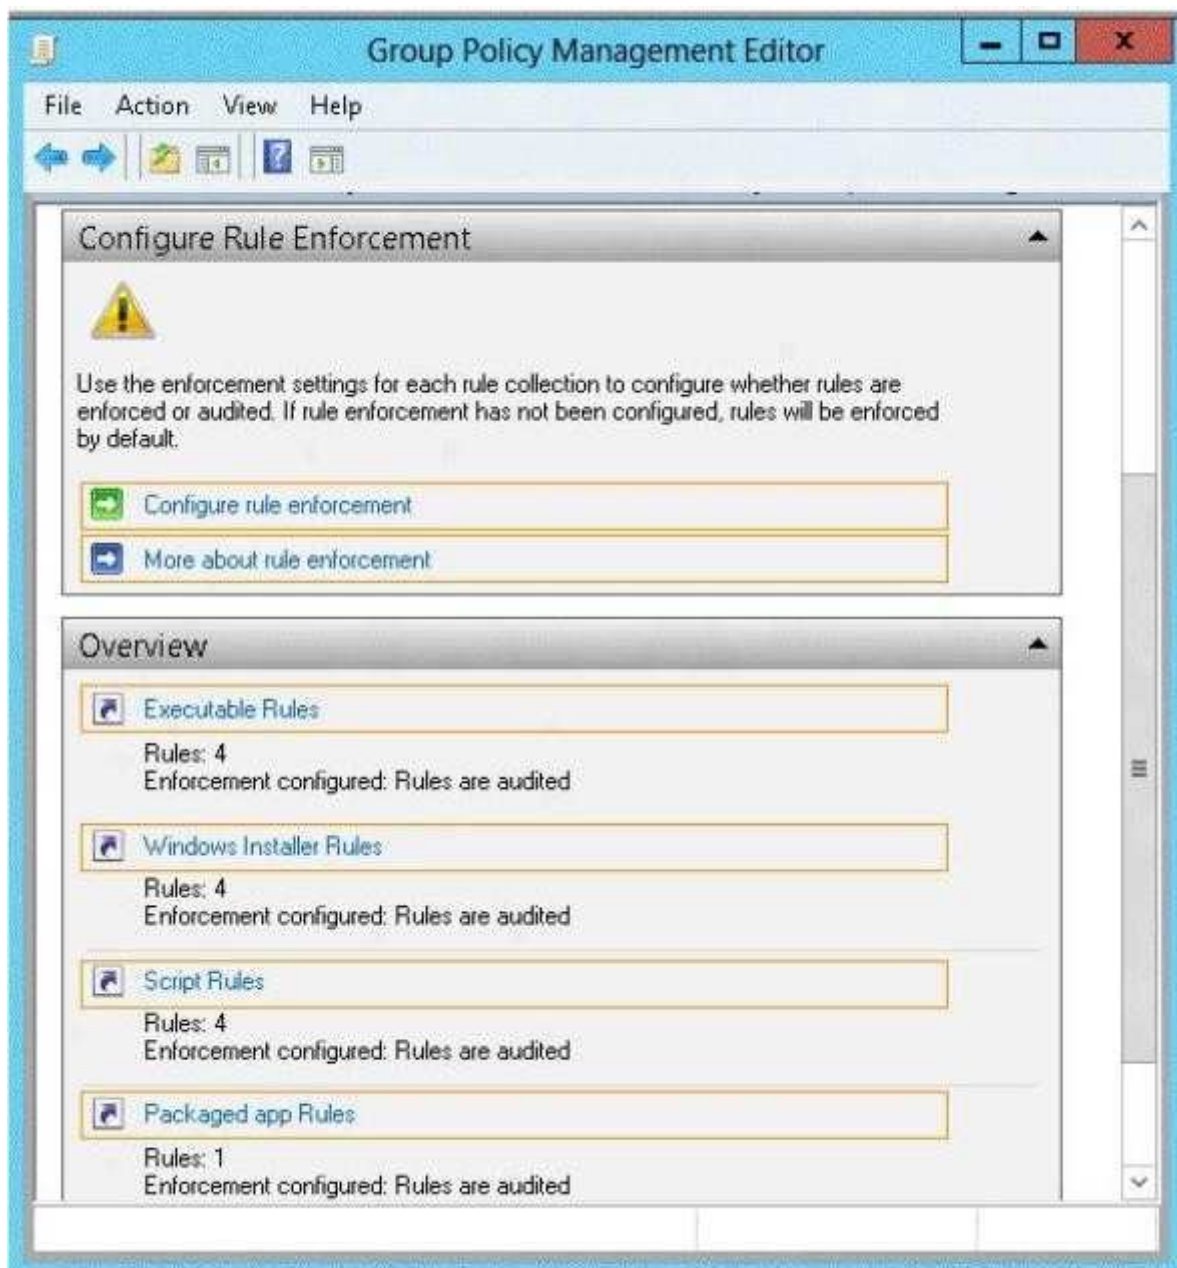 Group Policy Management Editor
File Action View Help
Configure Rule Enforcement
Use the enforcement settings for each rule collection to configure whether rules are
enforced or audited. If rule enforcement has not been configured, rules will be enforced
by default.
Configure rule enforcement
More about rule enforcement
Overview
Executable Rules
Rules: 4
Enforcement configured: Rules are audited
Windows Installer Rules
Rules: 4
Enforcement configured: Rules are audited
Script Rules
Rules: 4
Enforcement configured: Rules are audited
Packaged app Rules
Rules: 1
Enforcement configured: Rules are audited